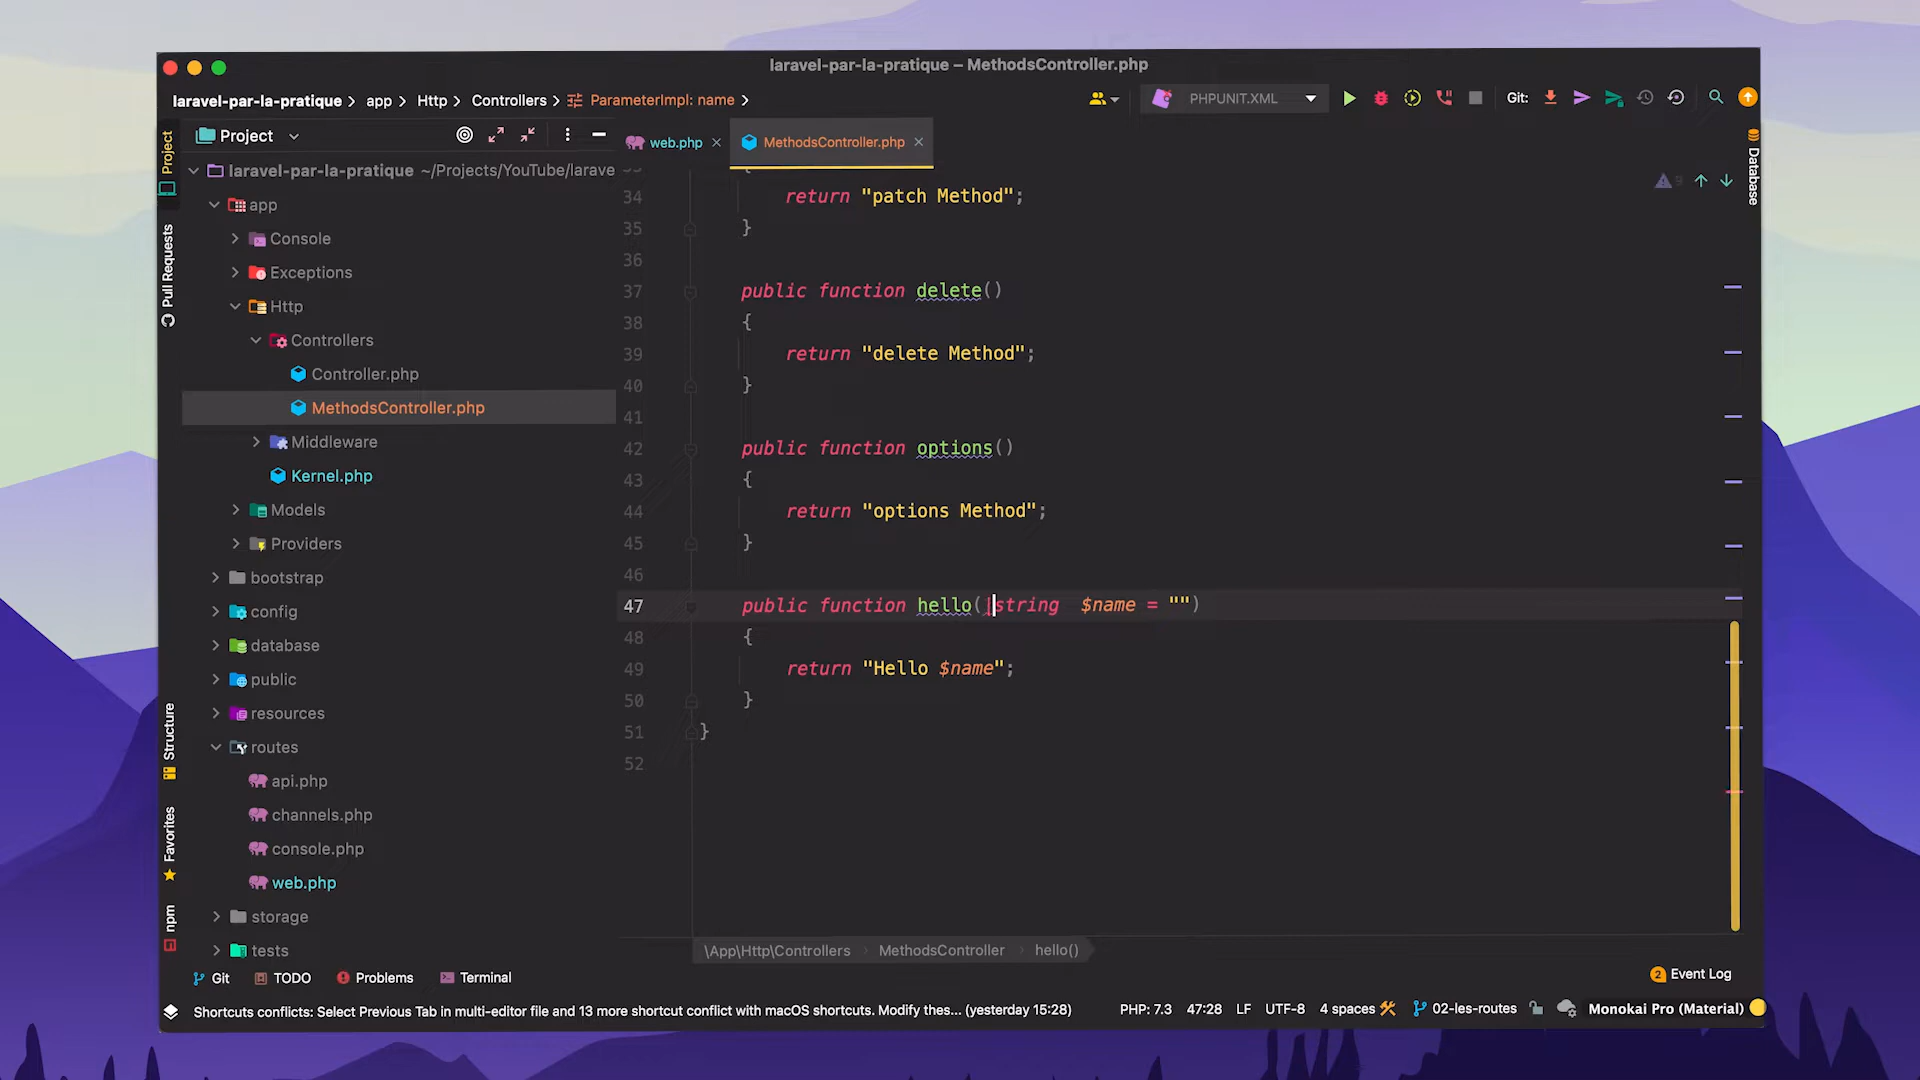 laravel-par-la-pratique – MethodsController.php
laravel-par-la-pratique app Http Controllers ParameterImpl: name
PHPUNIT.XML
Git:
Project
web.php
MethodsController.php
Project
Pull Requests
Structure
Favorites
npm
Database
laravel-par-la-pratique ~/Projects/YouTube/larave
app
Console
Exceptions
Http
Controllers
Controller.php
MethodsController.php
Middleware
Kernel.php
Models
Providers
bootstrap
config
database
public
resources
routes
api.php
channels.php
console.php
web.php
storage
tests
34 return "patch Method";
35 }
36
37 public function delete()
38 {
39 return "delete Method";
40 }
41
42 public function options()
43 {
44 return "options Method";
45 }
46
47 public function hello(string $name = "")
48 {
49 return "Hello $name";
50 }
51 }
52
\App\Http\Controllers MethodsController hello()
Git TODO Problems Terminal
2 Event Log
Shortcuts conflicts: Select Previous Tab in multi-editor file and 13 more shortcut conflict with macOS shortcuts. Modify thes... (yesterday 15:28)
PHP: 7.3 47:28 LF UTF-8 4 spaces 02-les-routes Monokai Pro (Material)